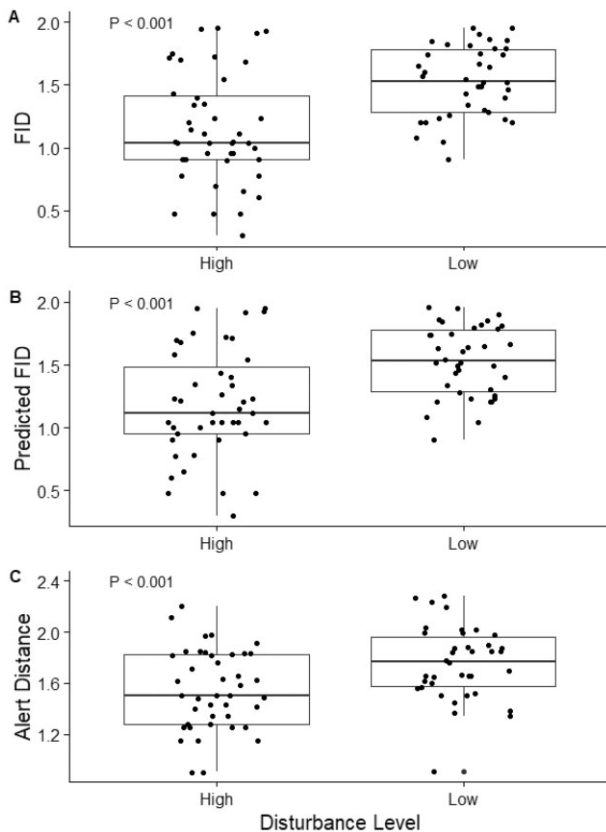 A
P < 0.001
2.0
1.5
1.0
0.5
FID
High
Low
B
P < 0.001
2.0
1.5
1.0
0.5
Predicted FID
High
Low
C
P < 0.001
2.4
2.0
1.6
1.2
Alert Distance
High
Low
Disturbance Level